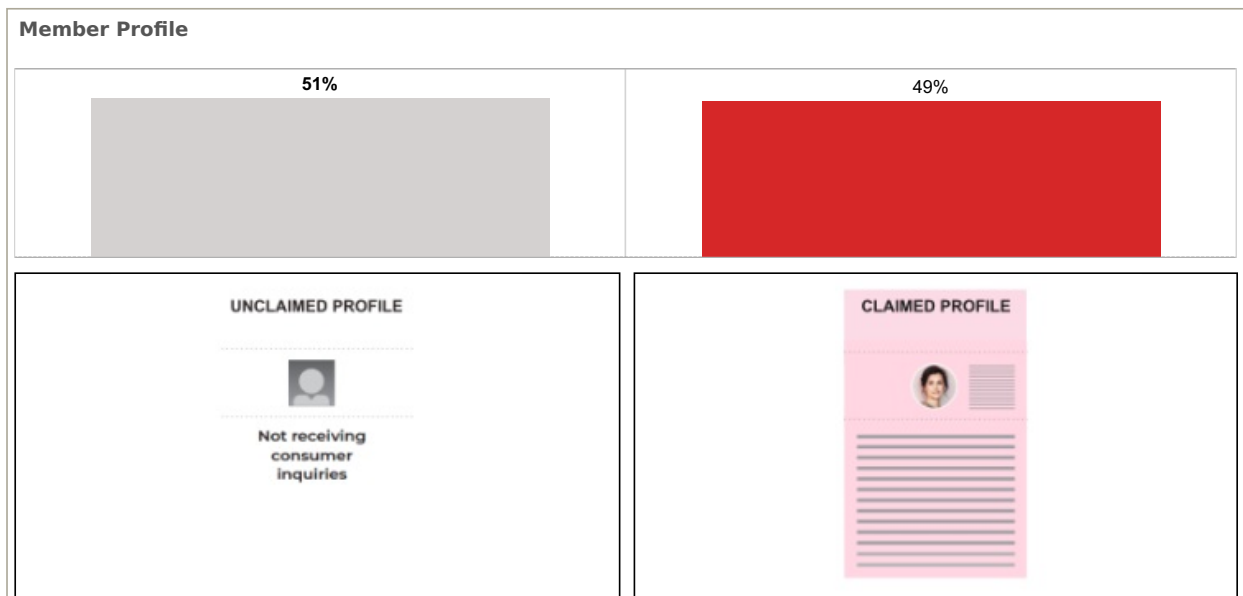 Member Profile
51%
49%
UNCLAIMED PROFILE
Not receiving
consumer
inquiries
CLAIMED PROFILE